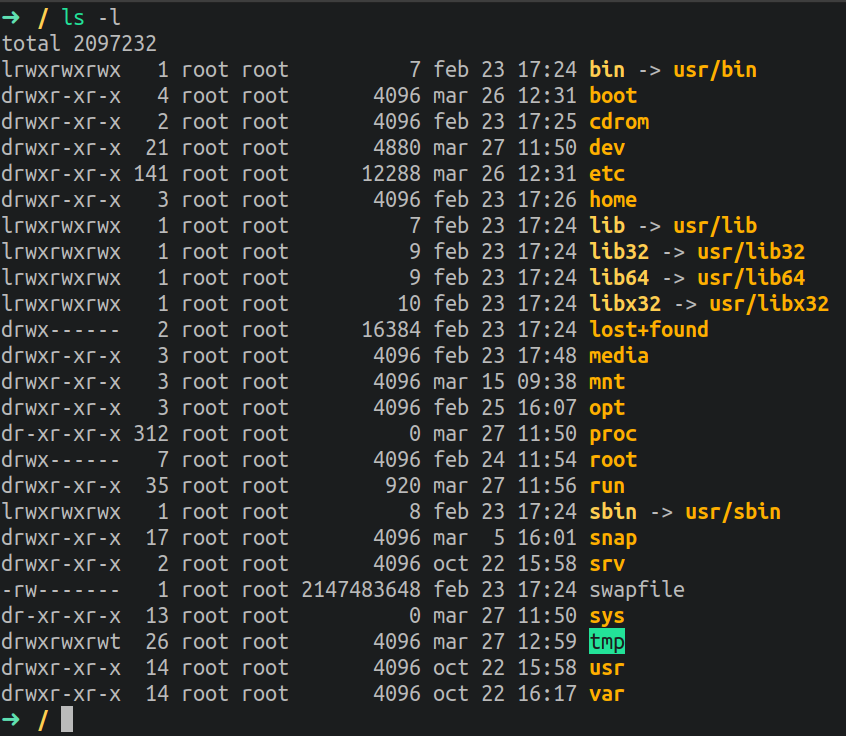 ➜ / ls -l
total 2097232
lrwxrwxrwx   1 root root          7 feb 23 17:24 bin -> usr/bin
drwxr-xr-x   4 root root       4096 mar 26 12:31 boot
drwxr-xr-x   2 root root       4096 feb 23 17:25 cdrom
drwxr-xr-x  21 root root       4880 mar 27 11:50 dev
drwxr-xr-x 141 root root      12288 mar 26 12:31 etc
drwxr-xr-x   3 root root       4096 feb 23 17:26 home
lrwxrwxrwx   1 root root          7 feb 23 17:24 lib -> usr/lib
lrwxrwxrwx   1 root root          9 feb 23 17:24 lib32 -> usr/lib32
lrwxrwxrwx   1 root root          9 feb 23 17:24 lib64 -> usr/lib64
lrwxrwxrwx   1 root root         10 feb 23 17:24 libx32 -> usr/libx32
drwx------   2 root root      16384 feb 23 17:24 lost+found
drwxr-xr-x   3 root root       4096 feb 23 17:48 media
drwxr-xr-x   3 root root       4096 mar 15 09:38 mnt
drwxr-xr-x   3 root root       4096 feb 25 16:07 opt
dr-xr-xr-x 312 root root          0 mar 27 11:50 proc
drwx------   7 root root       4096 feb 24 11:54 root
drwxr-xr-x  35 root root        920 mar 27 11:56 run
lrwxrwxrwx   1 root root          8 feb 23 17:24 sbin -> usr/sbin
drwxr-xr-x  17 root root       4096 mar  5 16:01 snap
drwxr-xr-x   2 root root       4096 oct 22 15:58 srv
-rw-------   1 root root 2147483648 feb 23 17:24 swapfile
dr-xr-xr-x  13 root root          0 mar 27 11:50 sys
drwxrwxrwt  26 root root       4096 mar 27 12:59 tmp
drwxr-xr-x  14 root root       4096 oct 22 15:58 usr
drwxr-xr-x  14 root root       4096 oct 22 16:17 var
➜ /